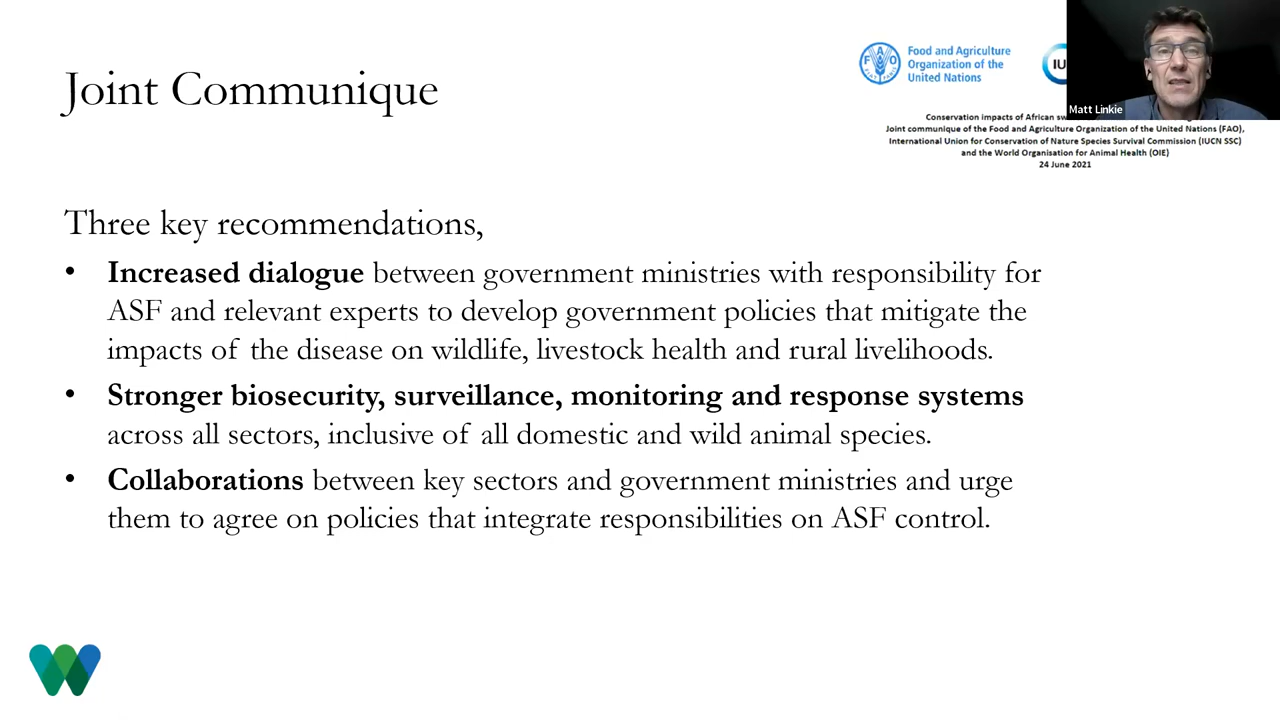 Joint Communique
Food and Agriculture
Organization of the
United Nations
IU
Matt Linkie
Conservation impacts of African
Joint communique of the Food and Agriculture Organization of the United Nations (FAO),
International Union for Conservation of Nature Species Survival Commission (IUCN SSC)
and the World Organisation for Animal Health (OIE)
24 June 2021
Three key recommendations,
• Increased dialogue between government ministries with responsibility for
ASF and relevant experts to develop government policies that mitigate the
impacts of the disease on wildlife, livestock health and rural livelihoods.
• Stronger biosecurity, surveillance, monitoring and response systems
across all sectors, inclusive of all domestic and wild animal species.
• Collaborations between key sectors and government ministries and urge
them to agree on policies that integrate responsibilities on ASF control.